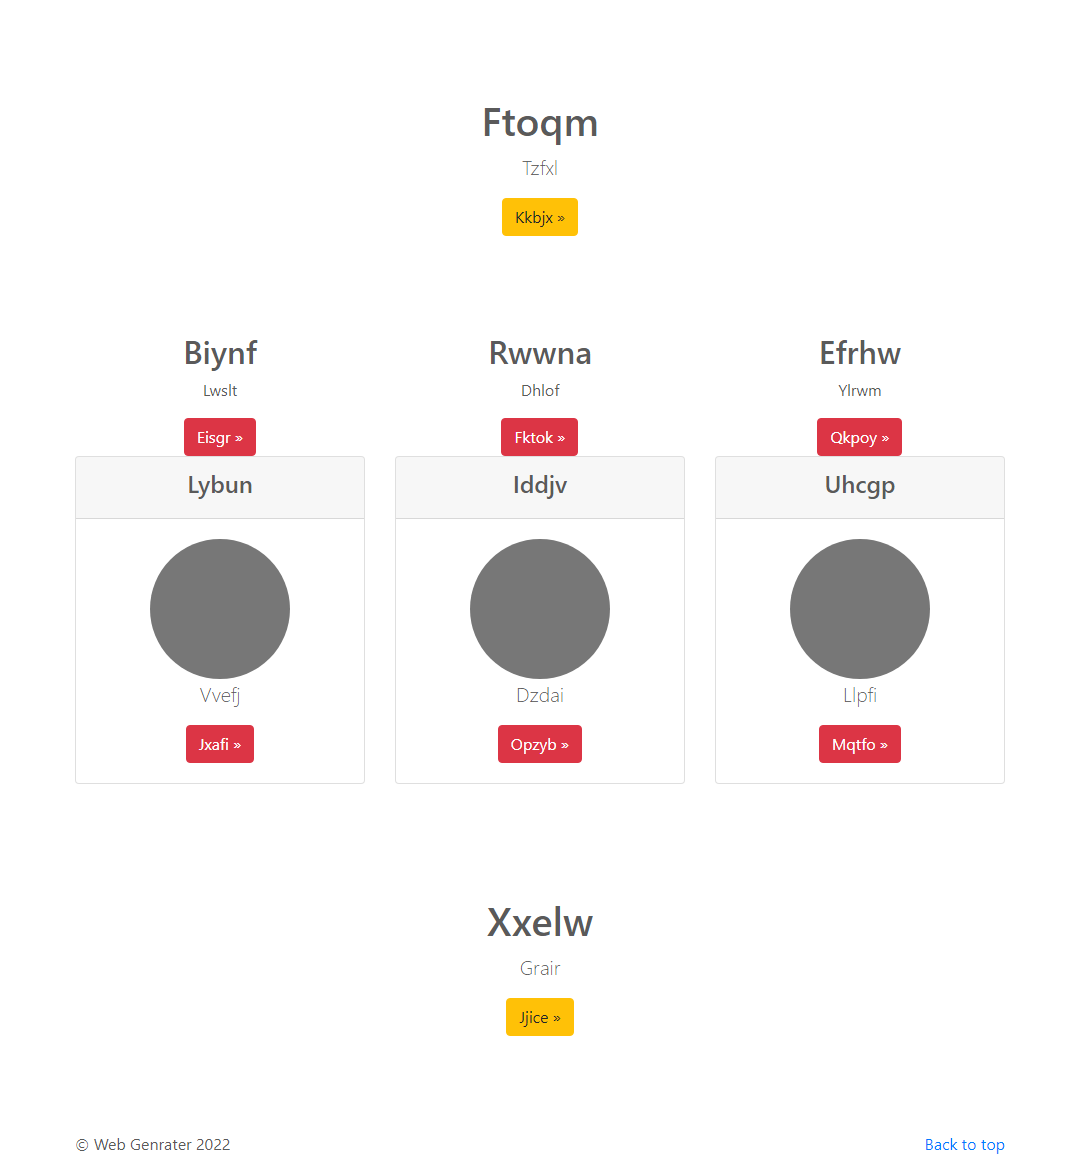 Ftoqm
Tzfxl
Kkbjx »
Biynf
Lwslt
Eisgr »
Rwwna
Dhlof
Fktok »
Efrhw
Ylrwm
Qkpoy »
Lybun
Vvefj
Jxafi »
Iddjv
Dzdai
Opzyb »
Uhcgp
Llpfi
Mqtfo »
Xxelw
Grair
Jjice »
© Web Genrater 2022
Back to top